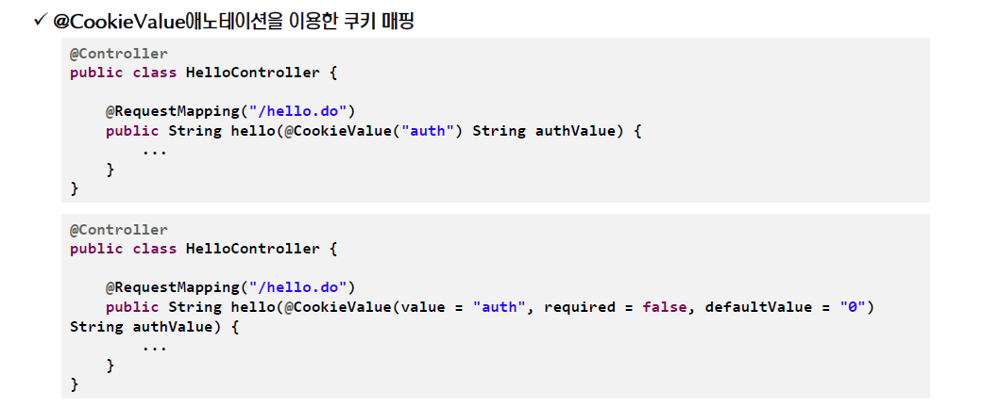 ✓ @CookieValue애노테이션을 이용한 쿠키 매핑
@Controller
public class HelloController {
@RequestMapping("/hello.do")
public String hello(@CookieValue("auth") String authValue) {
...
}
}
@Controller
public class HelloController {
@RequestMapping("/hello.do")
public String hello(@CookieValue(value = "auth", required = false, defaultValue = "0")
String authValue) {
...
}
}